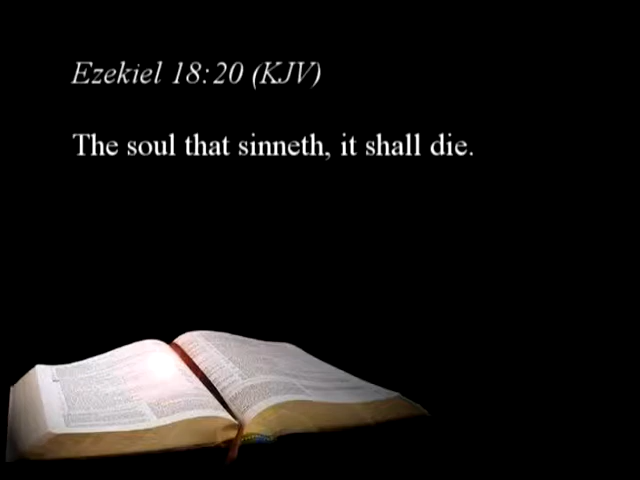 Ezekiel 18:20 (KJV)
The soul that sinneth, it shall die.